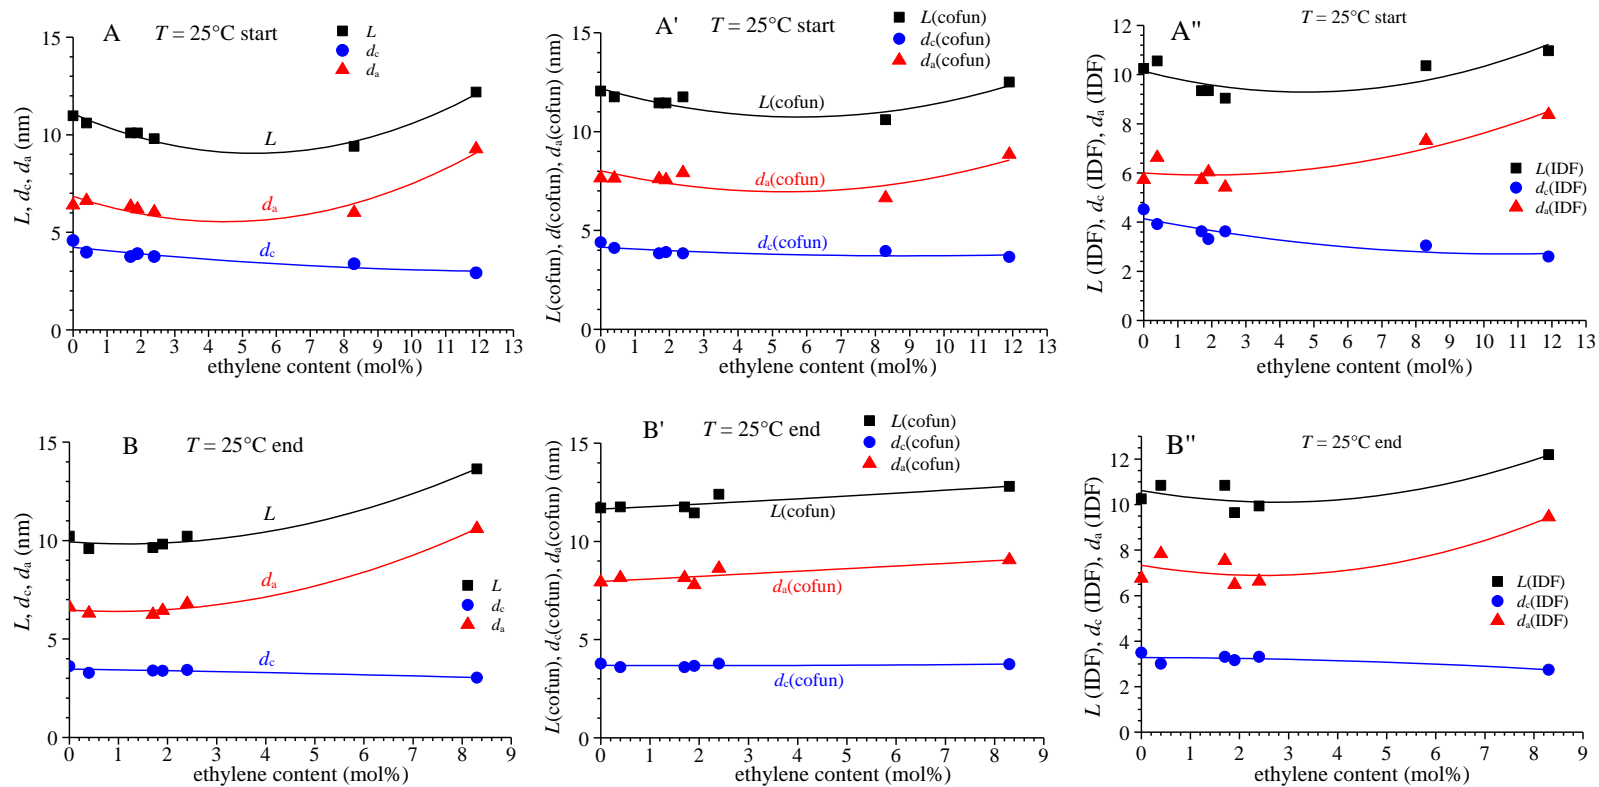 A
T = 25°C start
L
dc
da
L, dc, da (nm)
15
10
5
0
L
da
dc
0 1 2 3 4 5 6 7 8 9 10 11 12 13
ethylene content (mol%)
A'
T = 25°C start
L(cofun)
dc(cofun)
da(cofun)
L(cofun), d(cofun), da(cofun) (nm)
15
10
5
0
L(cofun)
da(cofun)
dc(cofun)
0 1 2 3 4 5 6 7 8 9 10 11 12 13
ethylene content (mol%)
A"
T = 25°C start
L (IDF), dc (IDF), da (IDF)
12
10
8
6
4
2
0
L(IDF)
dc(IDF)
da(IDF)
0 1 2 3 4 5 6 7 8 9 10 11 12 13
ethylene content (mol%)
B
T = 25°C end
L, dc, da (nm)
15
10
5
0
L
da
dc
L
dc
da
0 1 2 3 4 5 6 7 8 9
ethylene content (mol%)
B'
T = 25°C end
L(cofun)
dc(cofun)
da(cofun)
L(cofun), dc(cofun), da(cofun) (nm)
15
10
5
0
L(cofun)
da(cofun)
dc(cofun)
0 1 2 3 4 5 6 7 8 9
ethylene content (mol%)
B"
T = 25°C end
L (IDF), dc (IDF), da (IDF)
12
10
8
6
4
2
0
L(IDF)
dc(IDF)
da(IDF)
0 1 2 3 4 5 6 7 8 9
ethylene content (mol%)